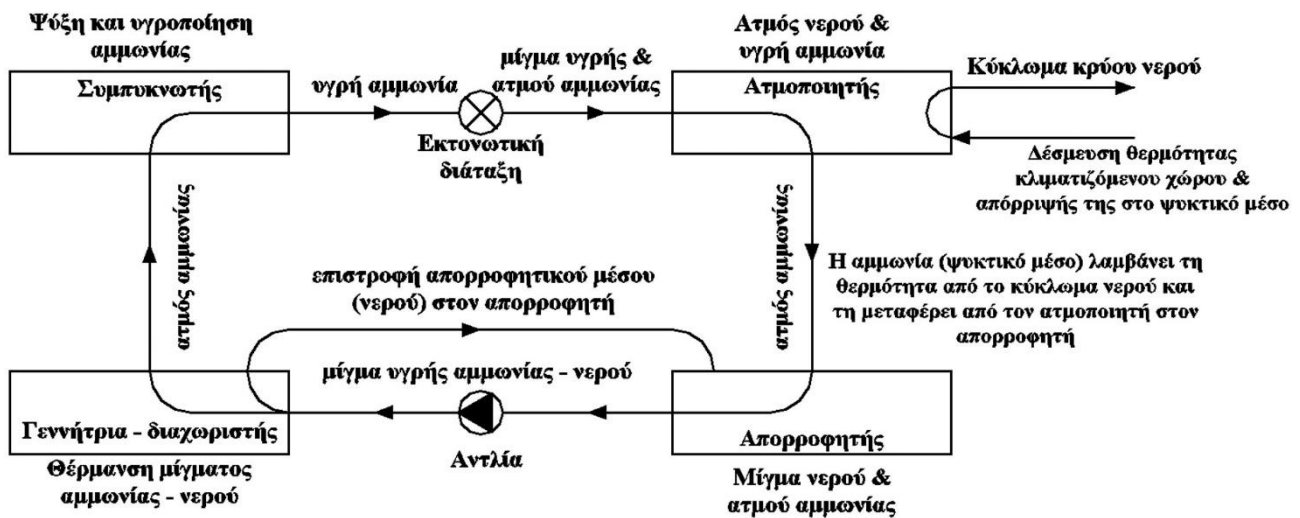 Ψύξη και υγροποίηση
αμμωνίας
Συμπυκνωτής
υγρή αμμωνία
Εκτονωτική
διάταξη
μίγμα υγρής &
ατμού αμμωνίας
Ατμός νερού &
υγρή αμμωνία
Ατμοποιητής
Κύκλωμα κρύου νερού
Δέσμευση θερμότητας
κλιματιζόμενου χώρου &
απόρριψής της στο ψυκτικό μέσο
ατμός αμμωνίας
επιστροφή απορροφητικού μέσου
(νερού) στον απορροφητή
ατμός αμμωνίας
Η αμμωνία (ψυκτικό μέσο) λαμβάνει τη
θερμότητα από το κύκλωμα νερού και
τη μεταφέρει από τον ατμοποιητή στον
απορροφητή
μίγμα υγρής αμμωνίας - νερού
Γεννήτρια - διαχωριστής
Θέρμανση μίγματος
αμμωνίας - νερού
Αντλία
Απορροφητής
Μίγμα νερού &
ατμού αμμωνίας